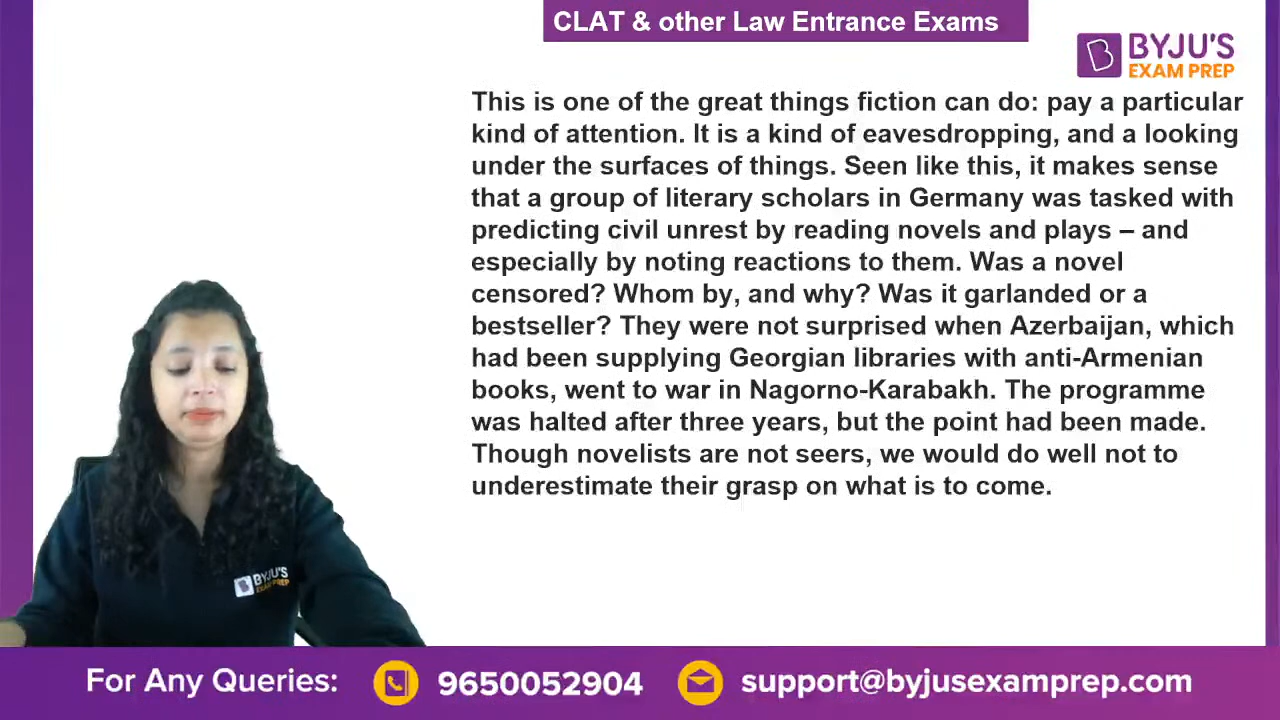 CLAT & other Law Entrance Exams
BYJU'S
EXAM PREP
This is one of the great things fiction can do: pay a particular
kind of attention. It is a kind of eavesdropping, and a looking
under the surfaces of things. Seen like this, it makes sense
that a group of literary scholars in Germany was tasked with
predicting civil unrest by reading novels and plays – and
especially by noting reactions to them. Was a novel
censored? Whom by, and why? Was it garlanded or a
bestseller? They were not surprised when Azerbaijan, which
had been supplying Georgian libraries with anti-Armenian
books, went to war in Nagorno-Karabakh. The programme
was halted after three years, but the point had been made.
Though novelists are not seers, we would do well not to
underestimate their grasp on what is to come.
BYJU'S
EXAM PREP
For Any Queries: 9650052904 support@byjusexamprep.com